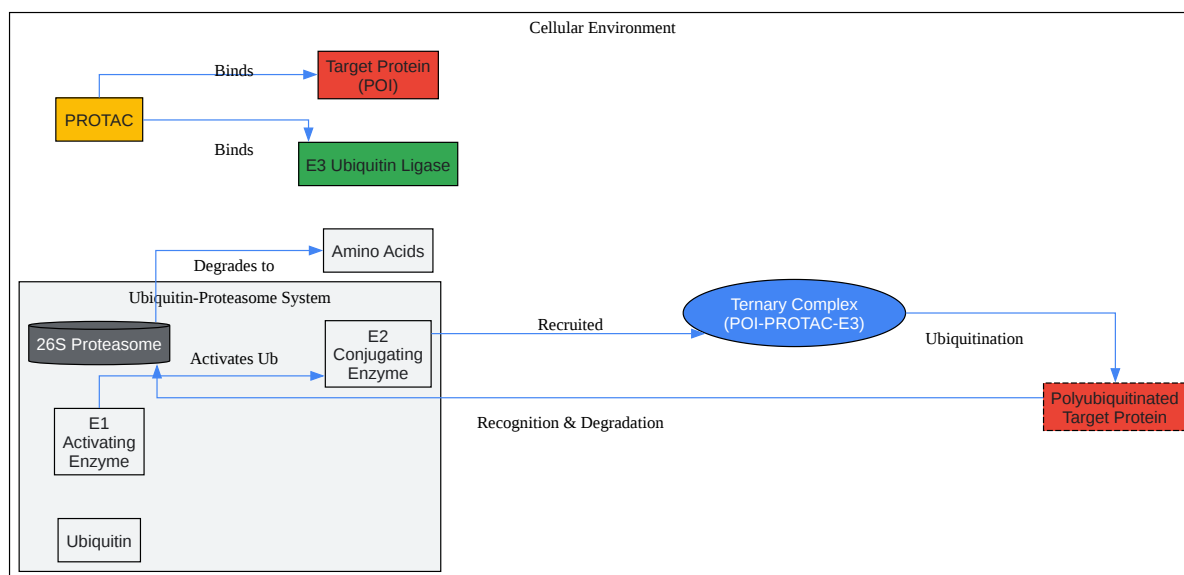 Cellular Environment
Binds
Target Protein
(POI)
PROTAC
Binds
E3 Ubiquitin Ligase
Amino Acids
Degrades to
Ubiquitin-Proteasome System
26S Proteasome
Activates Ub
E2
Conjugating
Enzyme
Recruited
Ternary Complex
(POI-PROTAC-E3)
Ubiquitination
Polyubiquitinated
Target Protein
Recognition & Degradation
E1
Activating
Enzyme
Ubiquitin